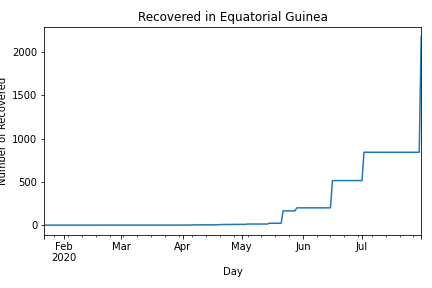 Recovered in Equatorial Guinea
Number of Recovered
2000
1500
1000
500
0
Feb
2020
Mar
Apr
May
Jun
Jul
Day